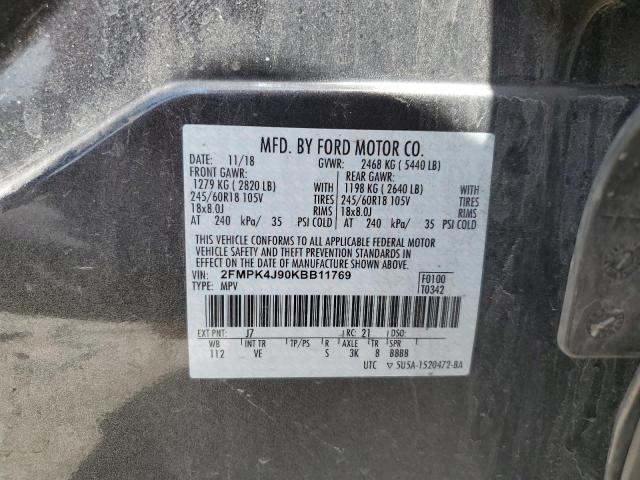 MFD. BY FORD MOTOR CO.
DATE: 11/18 GVWR: 2468 KG ( 5440 LB)
FRONT GAWR: REAR GAWR:
1279 KG ( 2820 LB) WITH 1198 KG ( 2640 LB) WITH
245/60R18 105V TIRES 245/60R18 105V TIRES
18x8.0J RIMS 18x8.0J RIMS
AT 240 kPa/ 35 PSI COLD AT 240 kPa/ 35 PSI COLD
THIS VEHICLE CONFORMS TO ALL APPLICABLE FEDERAL MOTOR
VEHICLE SAFETY AND THEFT PREVENTION STANDARDS IN EFFECT
ON THE DATE OF MANUFACTURE SHOWN ABOVE.
VIN: 2FMPK4J90KBB11769 F0100
TYPE: MPV T0342
EXT PNT: J7 RC: 21 DSO:
WB INT TR TP/PS R AXLE TR SPR
112 VE S 3K 8 BBBB
UTC ▽ 5U5A-1520472-BA